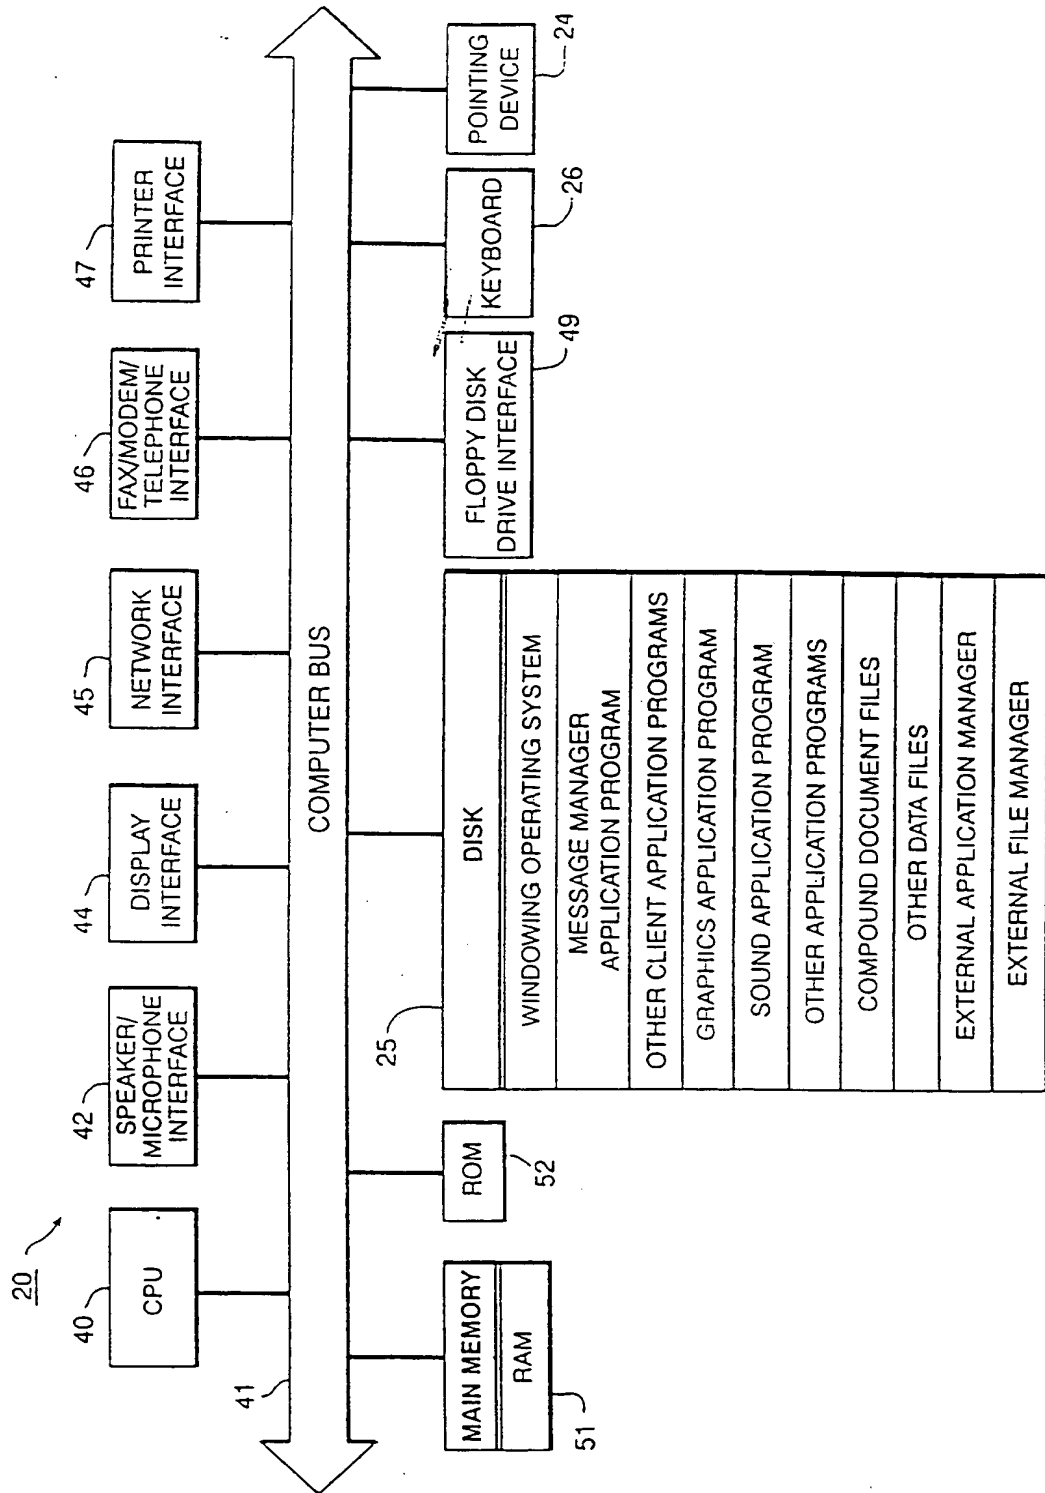 20
40
CPU
42
SPEAKER/
MICROPHONE
INTERFACE
44
DISPLAY
INTERFACE
45
NETWORK
INTERFACE
46
FAX/MODEM/
TELEPHONE
INTERFACE
47
PRINTER
INTERFACE
41
COMPUTER BUS
MAIN MEMORY
RAM
51
ROM
52
25
DISK
WINDOWING OPERATING SYSTEM
MESSAGE MANAGER
APPLICATION PROGRAM
OTHER CLIENT APPLICATION PROGRAMS
GRAPHICS APPLICATION PROGRAM
SOUND APPLICATION PROGRAM
OTHER APPLICATION PROGRAMS
COMPOUND DOCUMENT FILES
OTHER DATA FILES
EXTERNAL APPLICATION MANAGER
EXTERNAL FILE MANAGER
FLOPPY DISK
DRIVE INTERFACE
49
KEYBOARD
26
POINTING
DEVICE
24